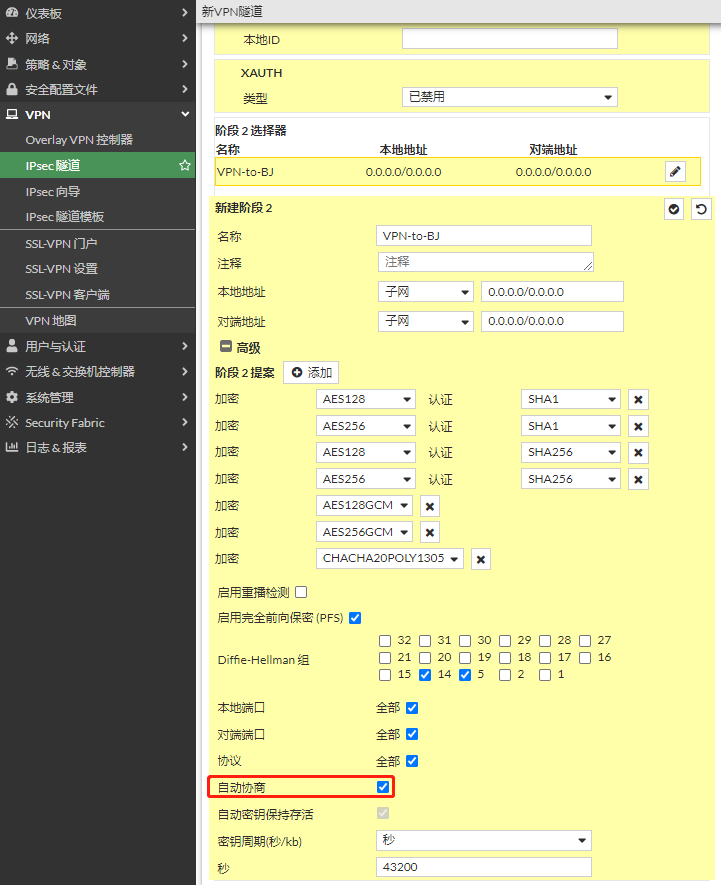 仪表板
网络
策略 & 对象
安全配置文件
VPN
Overlay VPN 控制器
IPsec 隧道
IPsec 向导
IPsec 隧道模板
SSL-VPN 门户
SSL-VPN 设置
SSL-VPN 客户端
VPN 地图
用户与认证
无线 & 交换机控制器
系统管理
Security Fabric
日志 & 报表
新VPN隧道
本地ID
XAUTH
类型 已禁用
阶段 2 选择器
名称 本地地址 对端地址
VPN-to-BJ 0.0.0.0/0.0.0.0 0.0.0.0/0.0.0.0
新建阶段 2
名称 VPN-to-BJ
注释 注释
本地地址 子网 0.0.0.0/0.0.0.0
对端地址 子网 0.0.0.0/0.0.0.0
高级
阶段 2 提案 添加
加密 AES128 认证 SHA1
加密 AES256 认证 SHA1
加密 AES128 认证 SHA256
加密 AES256 认证 SHA256
加密 AES128GCM
加密 AES256GCM
加密 CHACHA20POLY1305
启用重播检测
启用完全前向保密 (PFS)
32 31 30 29 28 27
Diffie-Hellman 组 21 20 19 18 17 16
15 14 5 2 1
本地端口 全部
对端端口 全部
协议 全部
自动协商
自动密钥保持存活
密钥周期(秒/kb) 秒
秒 43200